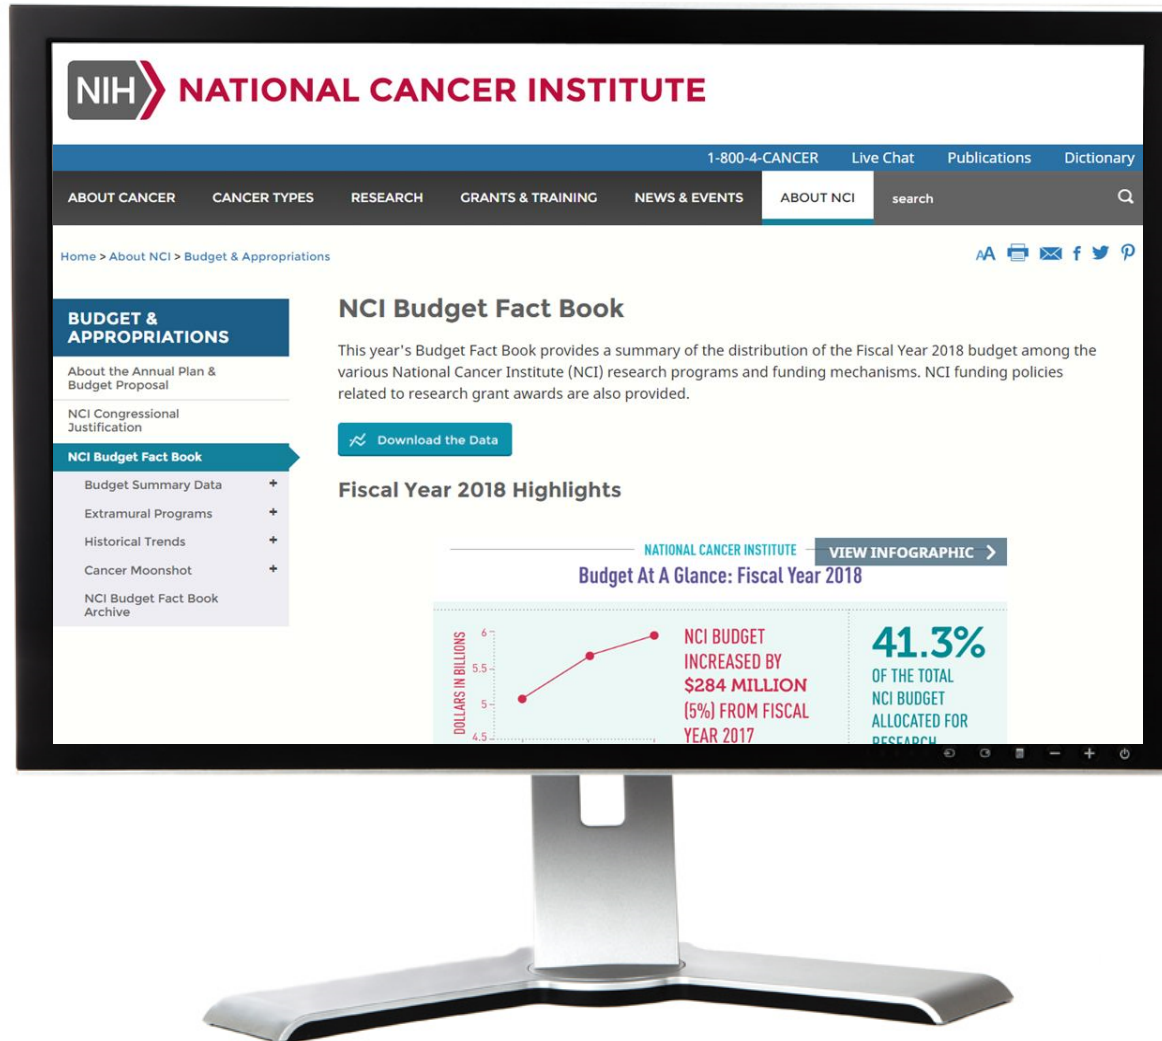 NIH NATIONAL CANCER INSTITUTE
1-800-4-CANCER Live Chat Publications Dictionary
ABOUT CANCER CANCER TYPES RESEARCH GRANTS & TRAINING NEWS & EVENTS ABOUT NCI search
Home > About NCI > Budget & Appropriations
AA
BUDGET &
APPROPRIATIONS
About the Annual Plan &
Budget Proposal
NCI Congressional
Justification
NCI Budget Fact Book
Budget Summary Data +
Extramural Programs +
Historical Trends +
Cancer Moonshot +
NCI Budget Fact Book
Archive
NCI Budget Fact Book
This year's Budget Fact Book provides a summary of the distribution of the Fiscal Year 2018 budget among the
various National Cancer Institute (NCI) research programs and funding mechanisms. NCI funding policies
related to research grant awards are also provided.
Download the Data
Fiscal Year 2018 Highlights
NATIONAL CANCER INSTITUTE
VIEW INFOGRAPHIC
Budget At A Glance: Fiscal Year 2018
DOLLARS IN BILLIONS
6
5.5
5
4.5
NCI BUDGET
INCREASED BY
$284 MILLION
(5%) FROM FISCAL
YEAR 2017
41.3%
OF THE TOTAL
NCI BUDGET
ALLOCATED FOR
RESEARCH